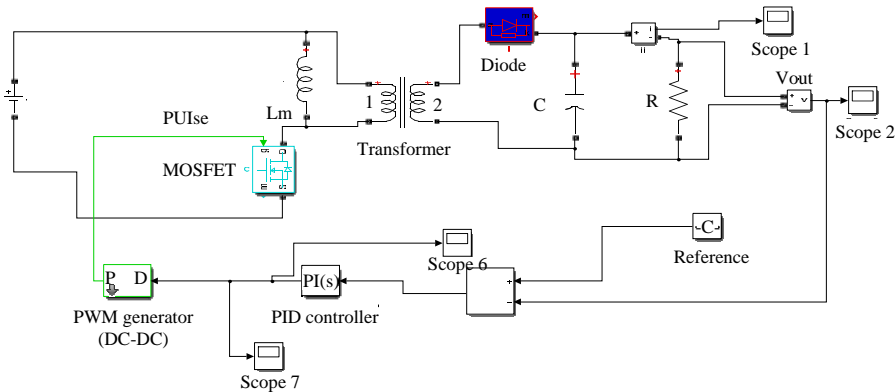 Scope 1
Diode
Vout
Lm
1
2
C
R
PUIse
Scope 2
Transformer
MOSFET
C
Reference
Scope 6
P D
PI(s)
PWM generator
(DC-DC)
PID controller
Scope 7